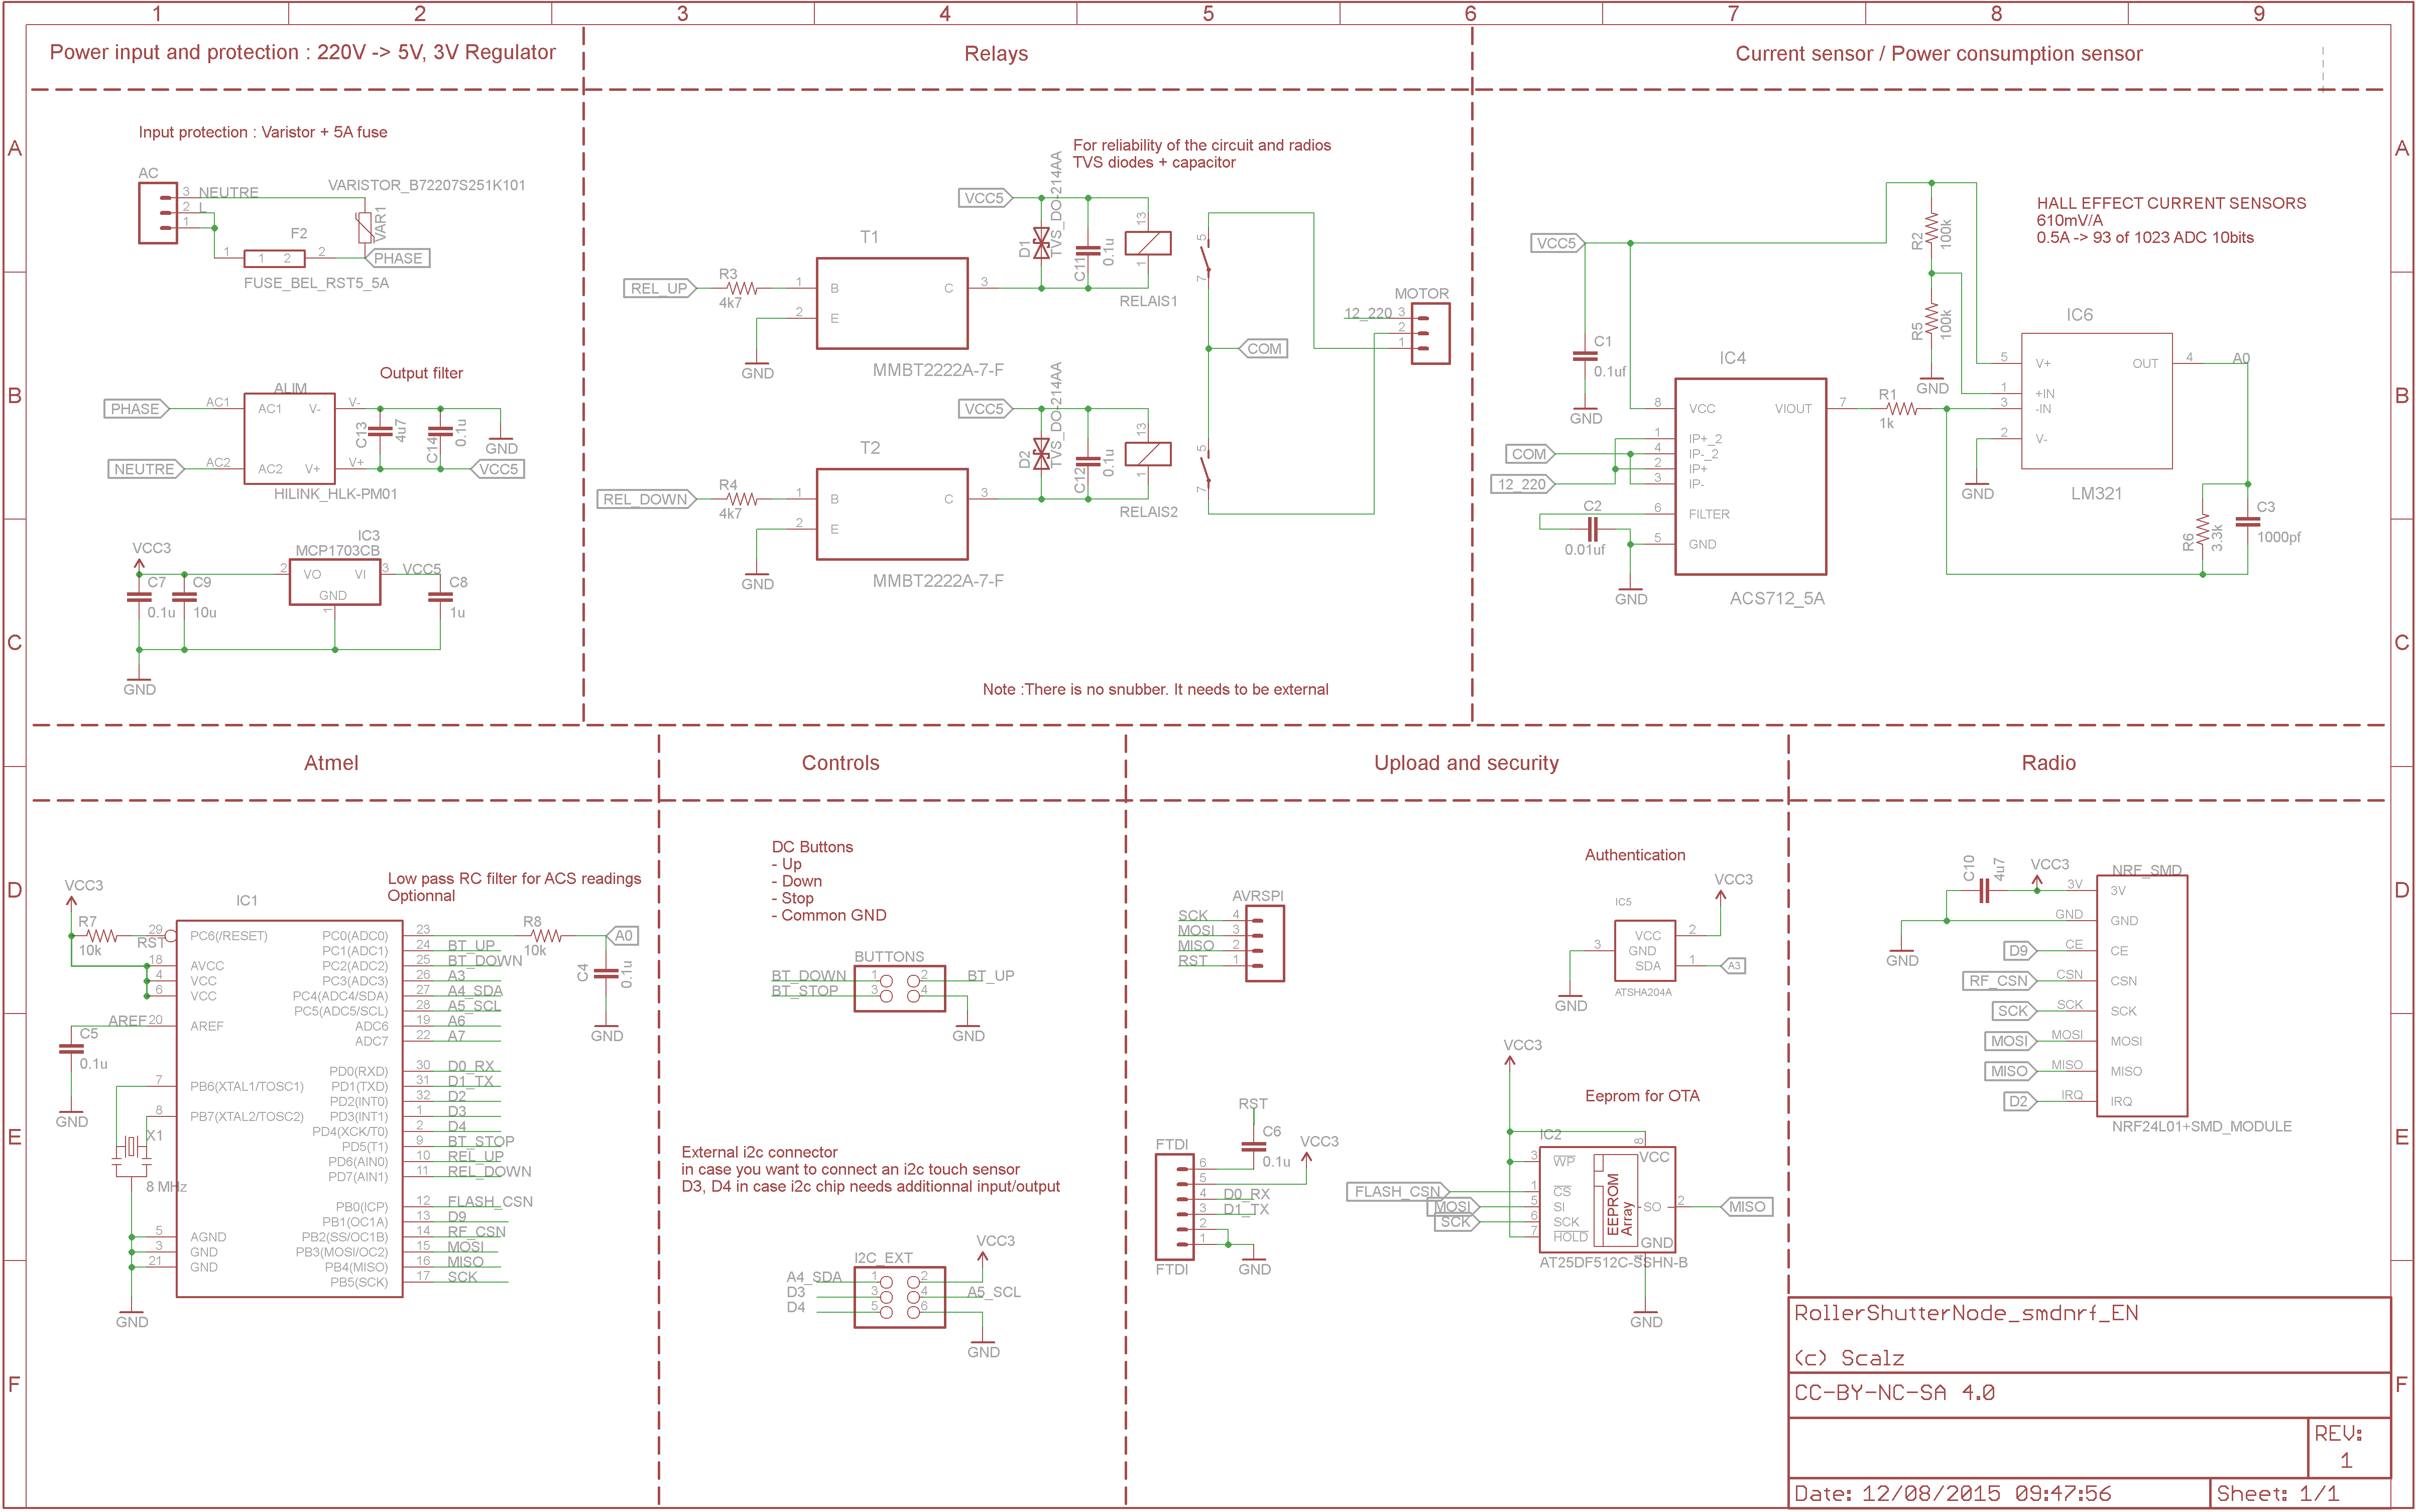 1 2 3 4 5 6 7 8 9
Power input and protection : 220V -> 5V, 3V Regulator
Relays
Current sensor / Power consumption sensor
A
B
C
D
E
F
Input protection : Varistor + 5A fuse
AC
3 NEUTRE
2 L
1
VARISTOR_B72207S251K101
VAR1
F2
1 1 2 2
PHASE
FUSE_BEL_RST5_5A
Output filter
ALIM
PHASE AC1 AC1 V- V-
NEUTRE AC2 AC2 V+ V+
C13 4u7
C14 0.1u
GND
VCC5
HILINK_HLK-PM01
IC3
MCP1703CB
VCC3
2 VO VI 3 VCC5
GND
1
C7 0.1u
C9 10u
C8 1u
GND
For reliability of the circuit and radios
TVS diodes + capacitor
VCC5
D1
TVS_DO-214AA
C11 0.1u
13
1
RELAIS1
T1
REL_UP
R3
4k7
1 B C 3
2 E
GND
MMBT2222A-7-F
VCC5
D2
TVS_DO-214AA
C12 0.1u
13
1
RELAIS2
T2
REL_DOWN
R4
4k7
1 B C 3
2 E
GND
MMBT2222A-7-F
5
7
COM
5
7
MOTOR
12_220 3
2
1
Note :There is no snubber. It needs to be external
HALL EFFECT CURRENT SENSORS
610mV/A
0.5A -> 93 of 1023 ADC 10bits
VCC5
C1
0.1uf
GND
R2 100k
R5 100k
GND
IC4
8 VCC VIOUT 7
1 IP+_2
4 IP-_2
2 IP+
3 IP-
6 FILTER
5 GND
COM
12_220
C2
0.01uf
GND
ACS712_5A
R1
1k
IC6
5 V+ OUT 4 A0
1 +IN
3 -IN
2 V-
GND
LM321
R6 3.3k
C3
1000pf
A
B
C
D
E
F
Atmel
Controls
Upload and security
Radio
Low pass RC filter for ACS readings
Optionnal
VCC3
R7
10k
IC1
29 RST PC6(/RESET)
18 AVCC
4 VCC
6 VCC
AREF 20 AREF
C5
0.1u
GND
7 PB6(XTAL1/TOSC1)
8 PB7(XTAL2/TOSC2)
X1
8 MHz
5 AGND
3 GND
21 GND
GND
PC0(ADC0) 23
PC1(ADC1) 24 BT_UP
PC2(ADC2) 25 BT_DOWN
PC3(ADC3) 26 A3
PC4(ADC4/SDA) 27 A4_SDA
PC5(ADC5/SCL) 28 A5_SCL
ADC6 19 A6
ADC7 22 A7
PD0(RXD) 30 D0_RX
PD1(TXD) 31 D1_TX
PD2(INT0) 32 D2
PD3(INT1) 1 D3
PD4(XCK/T0) 2 D4
PD5(T1) 9 BT_STOP
PD6(AIN0) 10 REL_UP
PD7(AIN1) 11 REL_DOWN
PB0(ICP) 12 FLASH_CSN
PB1(OC1A) 13 D9
PB2(SS/OC1B) 14 RF_CSN
PB3(MOSI/OC2) 15 MOSI
PB4(MISO) 16 MISO
PB5(SCK) 17 SCK
R8
10k
A0
C4 0.1u
GND
DC Buttons
- Up
- Down
- Stop
- Common GND
BUTTONS
BT_DOWN 1 2 BT_UP
BT_STOP 3 4
GND
External i2c connector
in case you want to connect an i2c touch sensor
D3, D4 in case i2c chip needs additionnal input/output
I2C_EXT
VCC3
A4_SDA 1 2
D3 3 4 A5_SCL
D4 5 6
GND
AVRSPI
SCK 4
MOSI 3
MISO 2
RST 1
FTDI
RST
C6
0.1u
VCC3
6
5
4 D0_RX
3 D1_TX
2
1
GND
FTDI
Authentication
VCC3
IC5
VCC 2
3 GND
SDA 1 A3
GND
ATSHA204A
Eeprom for OTA
VCC3
IC2
8
VCC
3 WP
FLASH_CSN 1 CS
MOSI 5 SI
SCK 6 SCK
7 HOLD
EEPROM
Array
SO 2 MISO
GND
4
AT25DF512C-SSHN-B
GND
C10 4u7
VCC3
NRF_SMD
3V 3V
GND GND
GND
D9 CE CE
RF_CSN CSN CSN
SCK SCK SCK
MOSI MOSI MOSI
MISO MISO MISO
D2 IRQ IRQ
NRF24L01+SMD_MODULE
RollerShutterNode_smdnrf_EN
(c) Scalz
CC-BY-NC-SA 4.0
REV:
1
Date: 12/08/2015 09:47:56
Sheet: 1/1